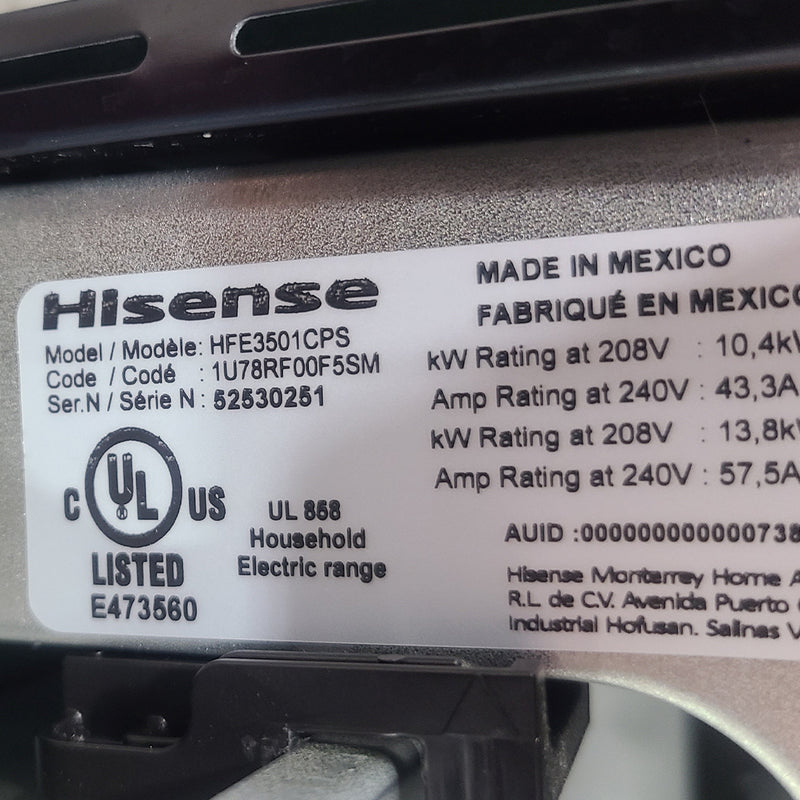 Hisense
Model / Modèle: HFE3501CPS
Code / Codé : 1U78RF00F5SM
Ser.N / Série N : 52530251
C UL US
LISTED
E473560
UL 858
Household
Electric range
MADE IN MEXICO
FABRIQUÉ EN MEXICO
kW Rating at 208V : 10,4kW
Amp Rating at 240V : 43,3A
kW Rating at 208V : 13,8kW
Amp Rating at 240V : 57,5A
AUID :000000000000738
Hisense Monterrey Home
R.L de C.V. Avenida Puerto
Industrial Hofusan. Salinas